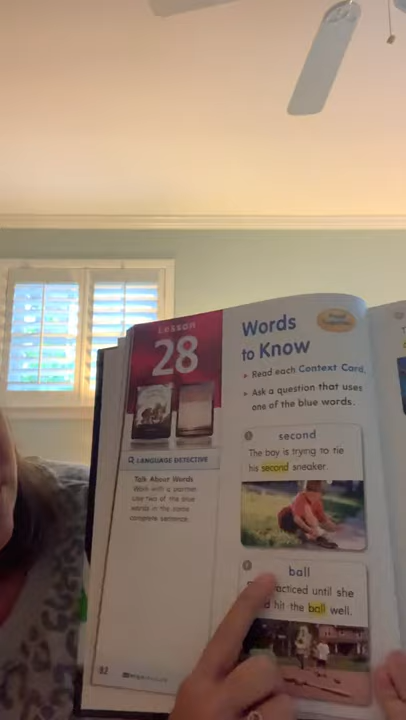 LESSON
28
Words
to Know
Read Together
Read each Context Card.
Ask a question that uses
one of the blue words.
LANGUAGE DETECTIVE
Talk About Words
Work with a partner
Use two of the blue
words in the same
complete sentence.
second
The boy is trying to tie
his second sneaker.
ball
practiced until she
hit the ball well.